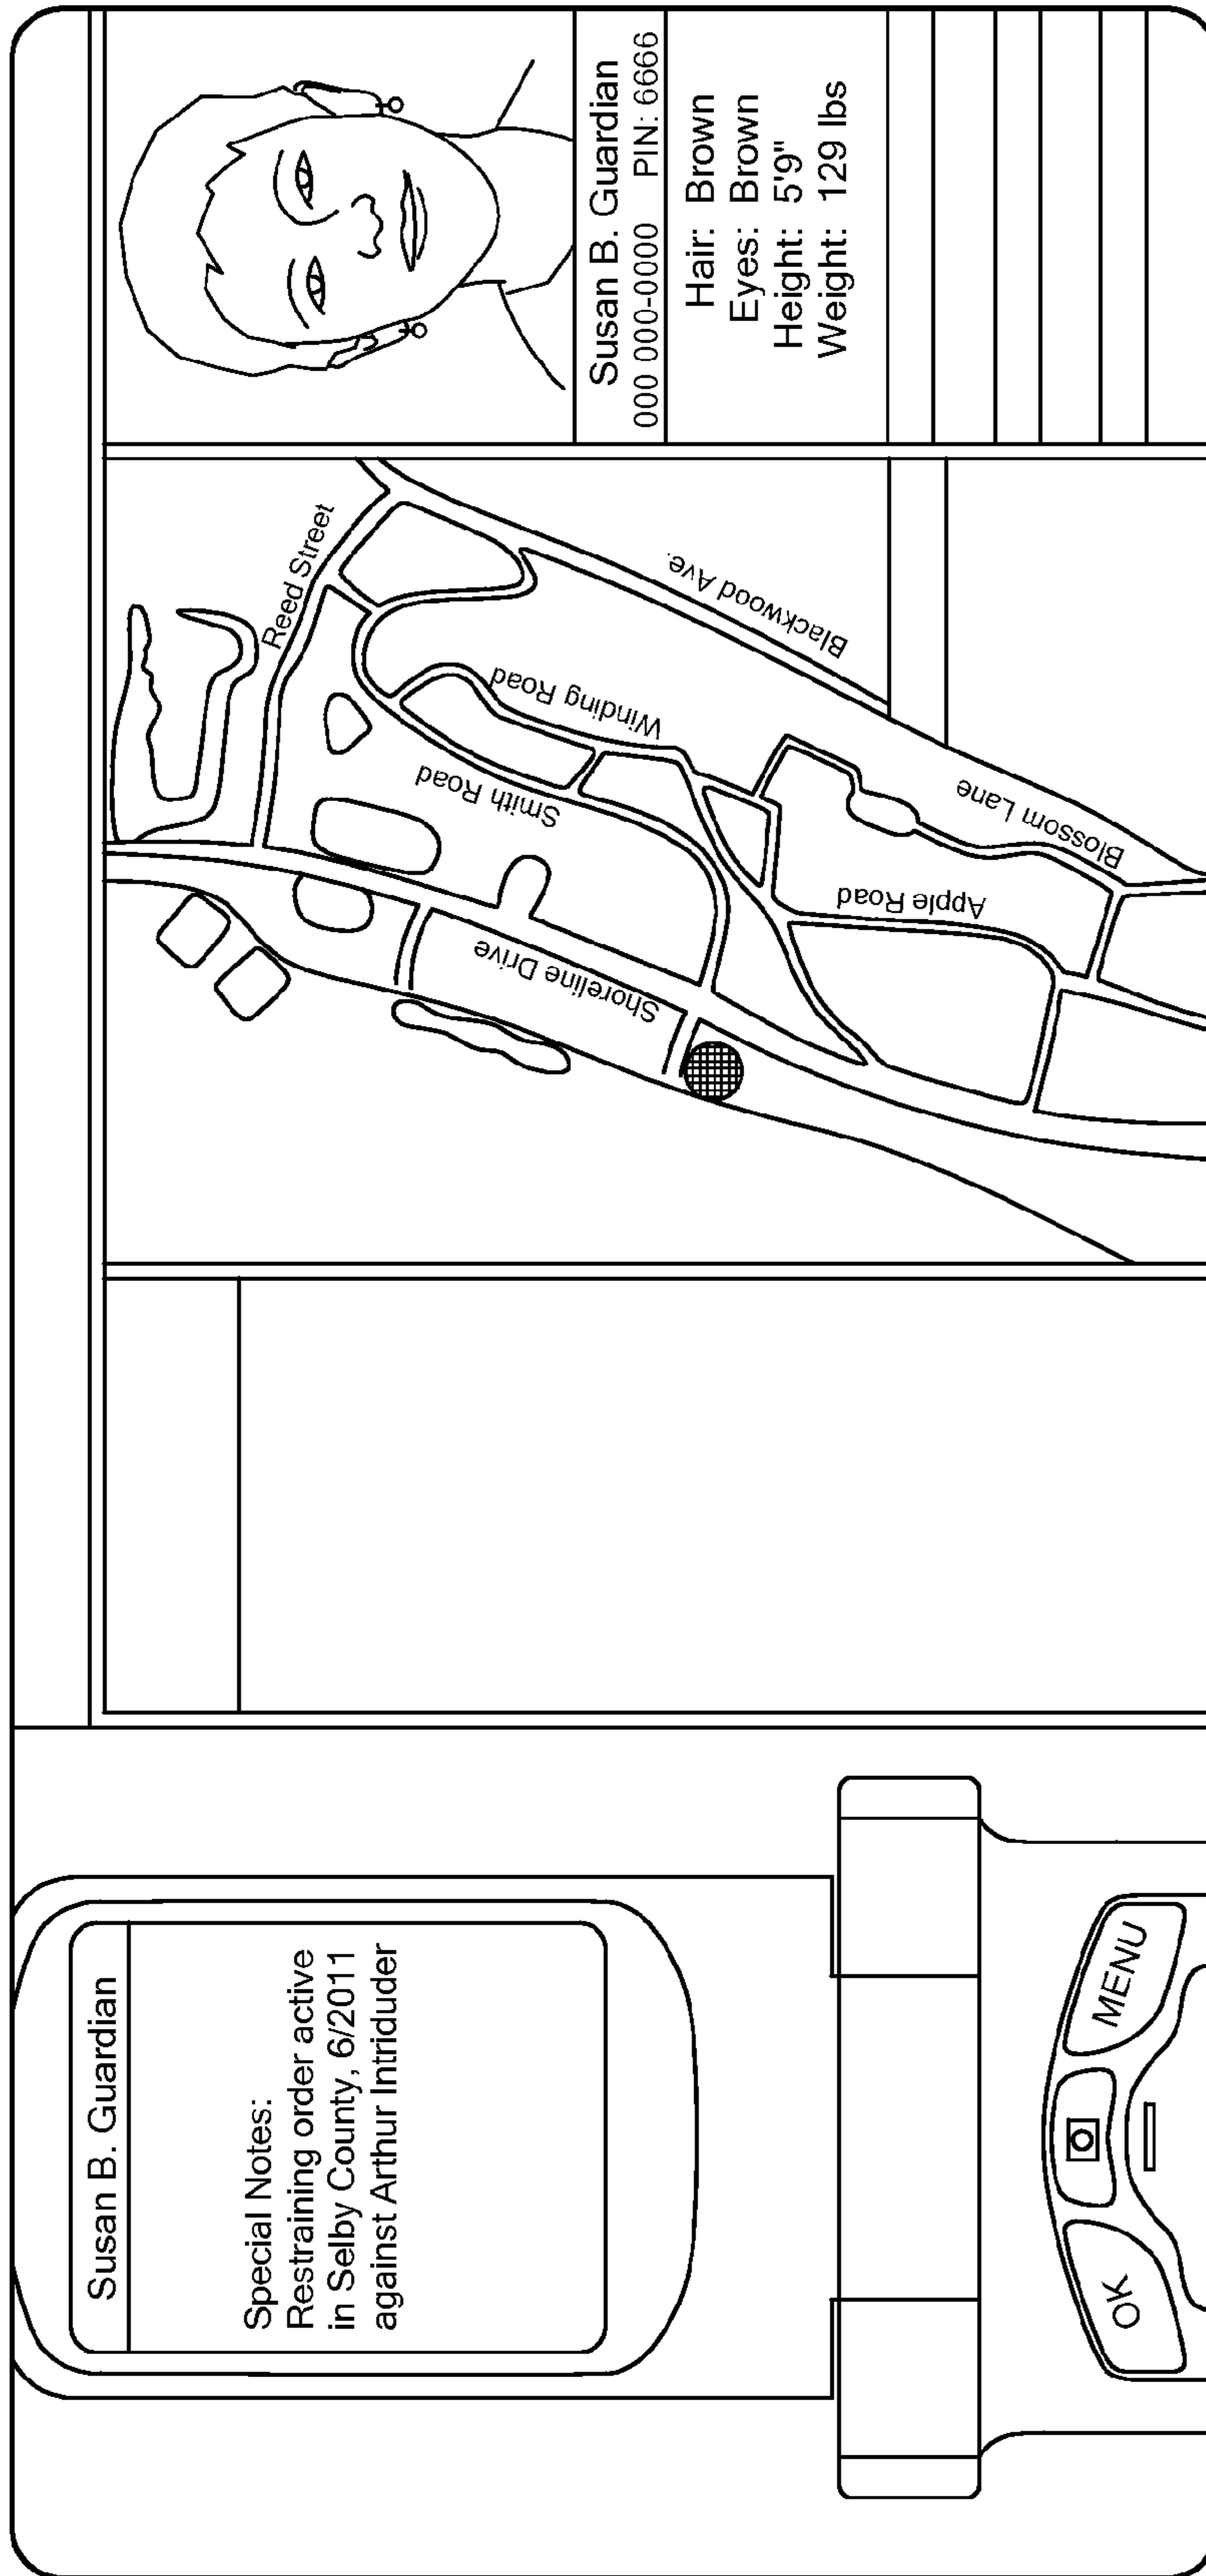 Susan B. Guardian
Special Notes:
Restraining order active
in Selby County, 6/2011
against Arthur Intriduder
OK
MENU
Reed Street
Blackwood Ave.
Winding Road
Smith Road
Shoreline Drive
Apple Road
Blossom Lane
Susan B. Guardian
000 000-0000 PIN: 6666
Hair: Brown
Eyes: Brown
Height: 5'9"
Weight: 129 lbs